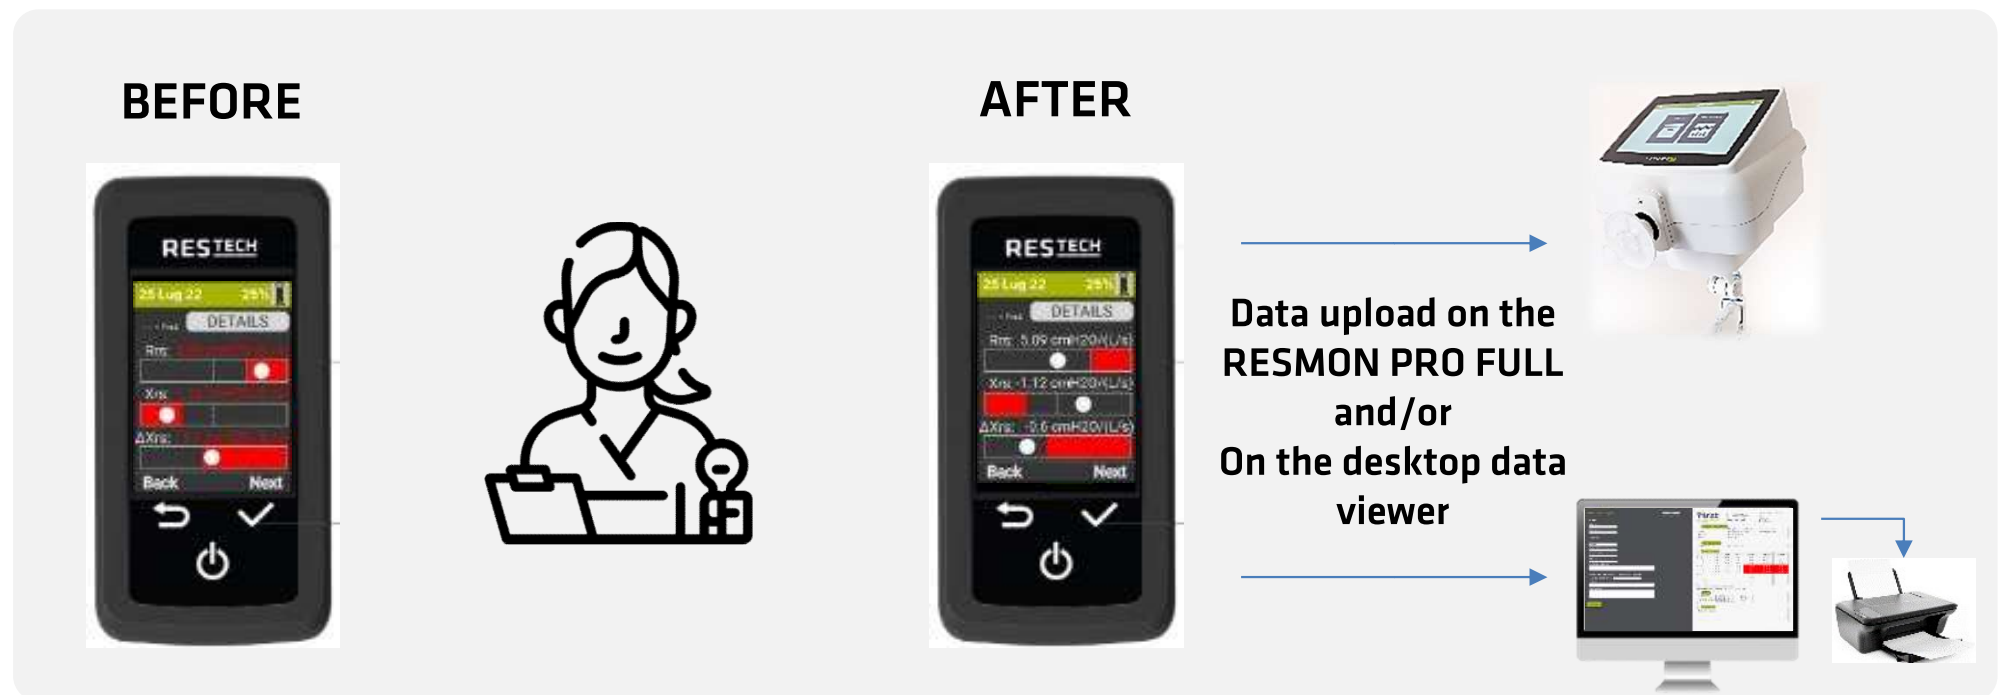 BEFORE
RESTECH
25 Lug 22 25%
DETAILS
Rrs:
Xrs:
ΔXrs:
Back Next
AFTER
RESTECH
25 Lug 22 25%
DETAILS
Rrs: 5.09 cmH2O/(L/s)
Xrs: -1.12 cmH2O/(L/s)
ΔXrs: -0.6 cmH2O/(L/s)
Back Next
Data upload on the
RESMON PRO FULL
and/or
On the desktop data
viewer